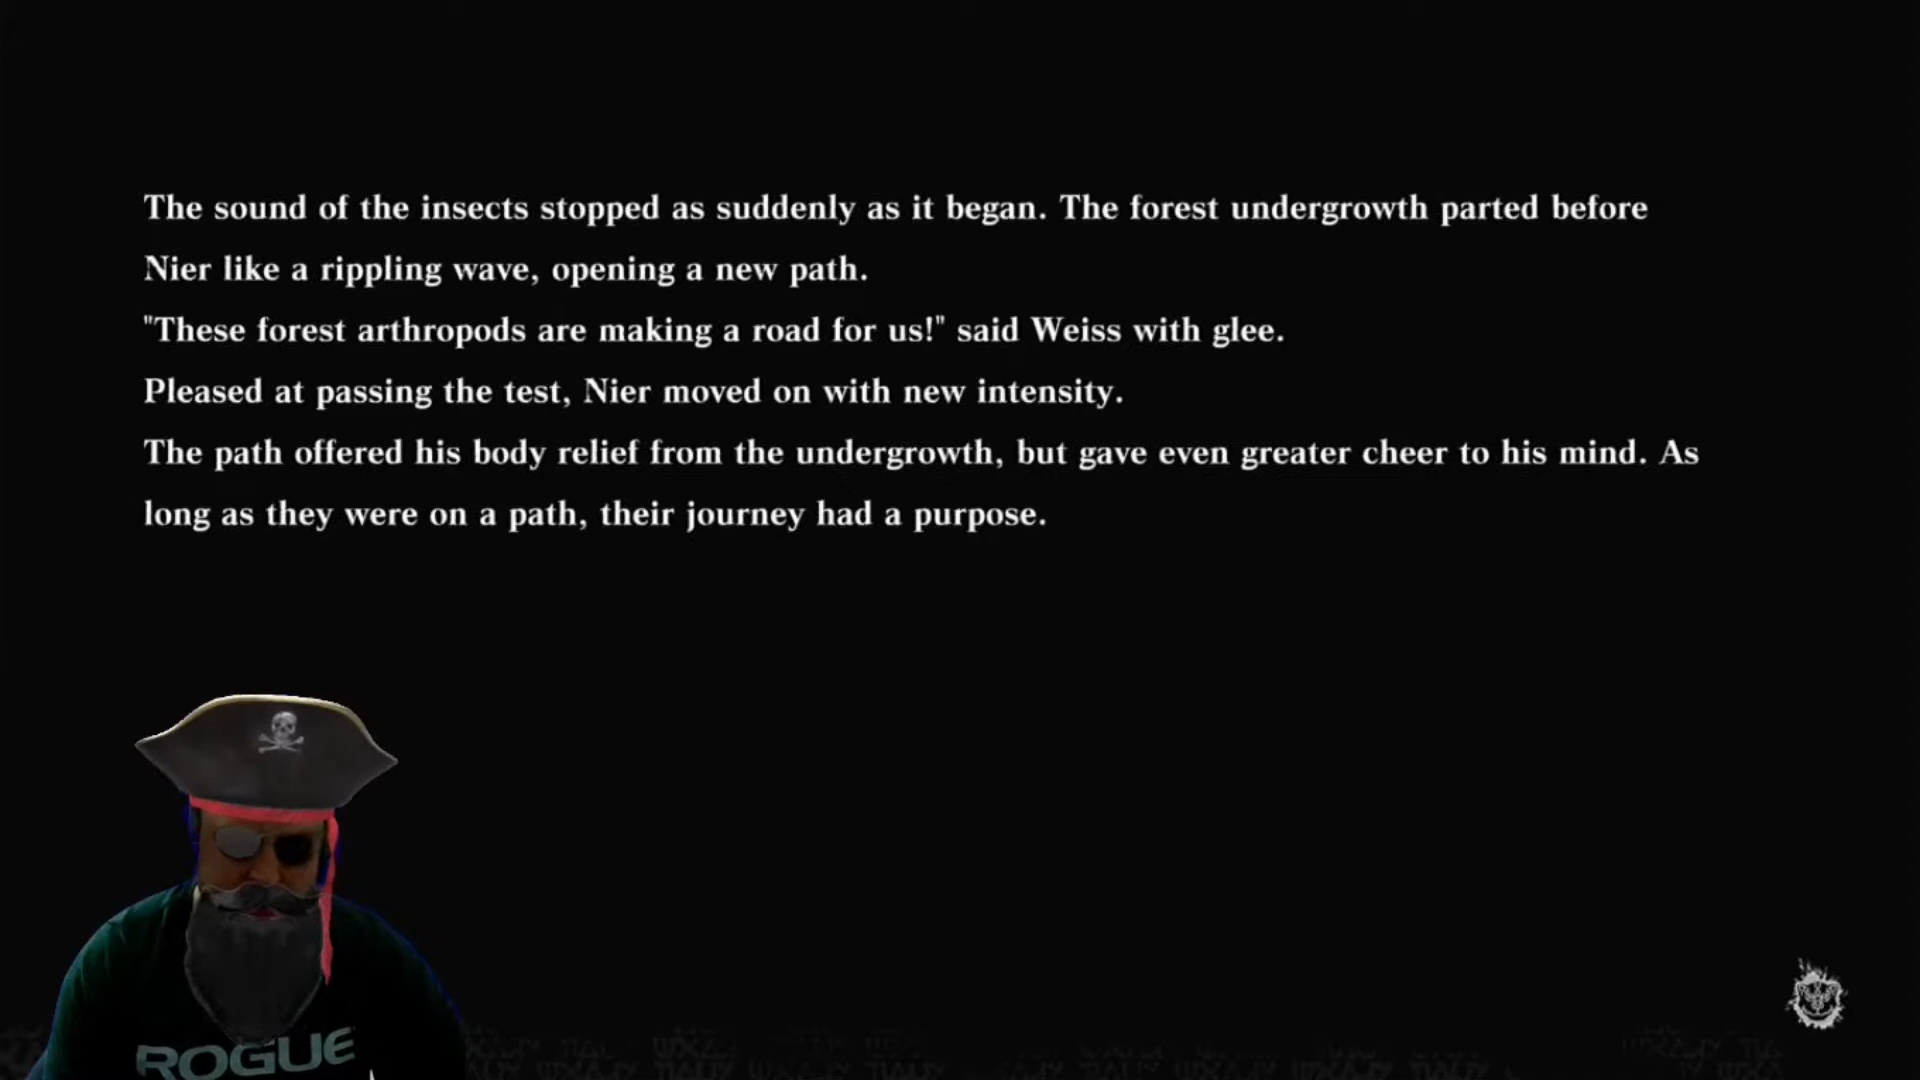 The sound of the insects stopped as suddenly as it began. The forest undergrowth parted before
Nier like a rippling wave, opening a new path.
"These forest arthropods are making a road for us!" said Weiss with glee.
Pleased at passing the test, Nier moved on with new intensity.
The path offered his body relief from the undergrowth, but gave even greater cheer to his mind. As
long as they were on a path, their journey had a purpose.
ROGUE